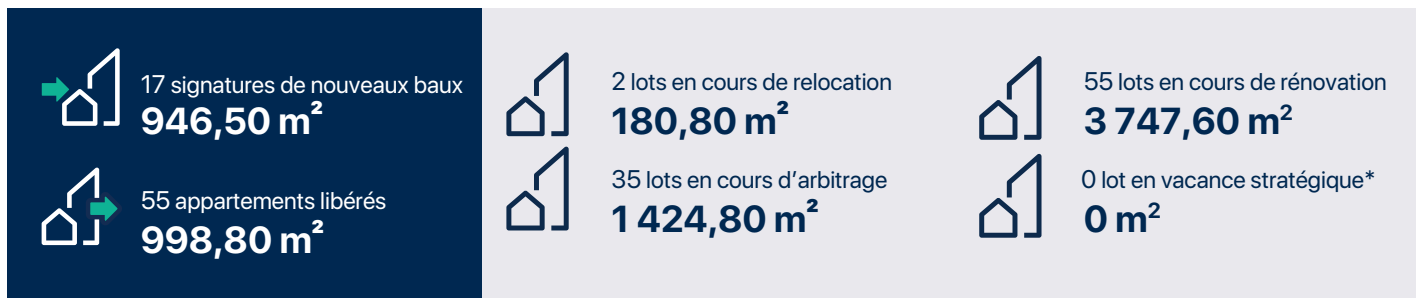 17 signatures de nouveaux baux
946,50 m²
55 appartements libérés
998,80 m²
2 lots en cours de relocation
180,80 m²
35 lots en cours d’arbitrage
1 424,80 m²
55 lots en cours de rénovation
3 747,60 m²
0 lot en vacance stratégique*
0 m²